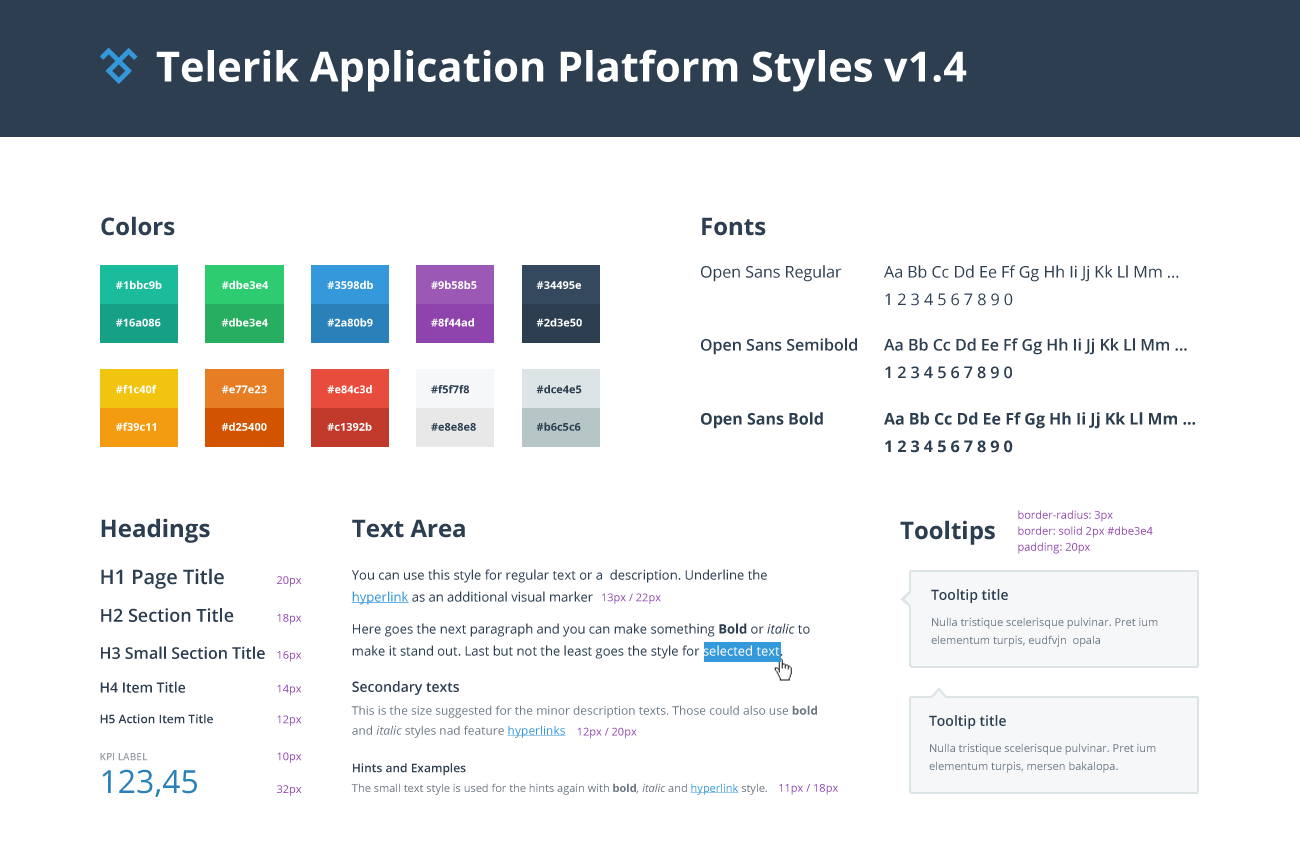 Telerik Application Platform Styles v1.4
Colors
#1bbc9b
#dbe3e4
#3598db
#9b58b5
#34495e
#16a086
#dbe3e4
#2a80b9
#8f44ad
#2d3e50
#f1c40f
#e77e23
#e84c3d
#f5f7f8
#dce4e5
#f39c11
#d25400
#c1392b
#e8e8e8
#b6c5c6
Fonts
Open Sans Regular
Aa Bb Cc Dd Ee Ff Gg Hh Ii Jj Kk Ll Mm ...
1 2 3 4 5 6 7 8 9 0
Open Sans Semibold
Aa Bb Cc Dd Ee Ff Gg Hh Ii Jj Kk Ll Mm ...
1 2 3 4 5 6 7 8 9 0
Open Sans Bold
Aa Bb Cc Dd Ee Ff Gg Hh Ii Jj Kk Ll Mm ...
1 2 3 4 5 6 7 8 9 0
Headings
H1 Page Title 20px
H2 Section Title 18px
H3 Small Section Title 16px
H4 Item Title 14px
H5 Action Item Title 12px
KPI LABEL 10px
123,45 32px
Text Area
You can use this style for regular text or a  description. Underline the
hyperlink as an additional visual marker 13px / 22px
Here goes the next paragraph and you can make something Bold or italic to
make it stand out. Last but not the least goes the style for selected text.
Secondary texts
This is the size suggested for the minor description texts. Those could also use bold
and italic styles nad feature hyperlinks 12px / 20px
Hints and Examples
The small text style is used for the hints again with bold, italic and hyperlink style. 11px / 18px
Tooltips
border-radius: 3px
border: solid 2px #dbe3e4
padding: 20px
Tooltip title
Nulla tristique scelerisque pulvinar. Pret ium
elementum turpis, eudfvjn  opala
Tooltip title
Nulla tristique scelerisque pulvinar. Pret ium
elementum turpis, mersen bakalopa.